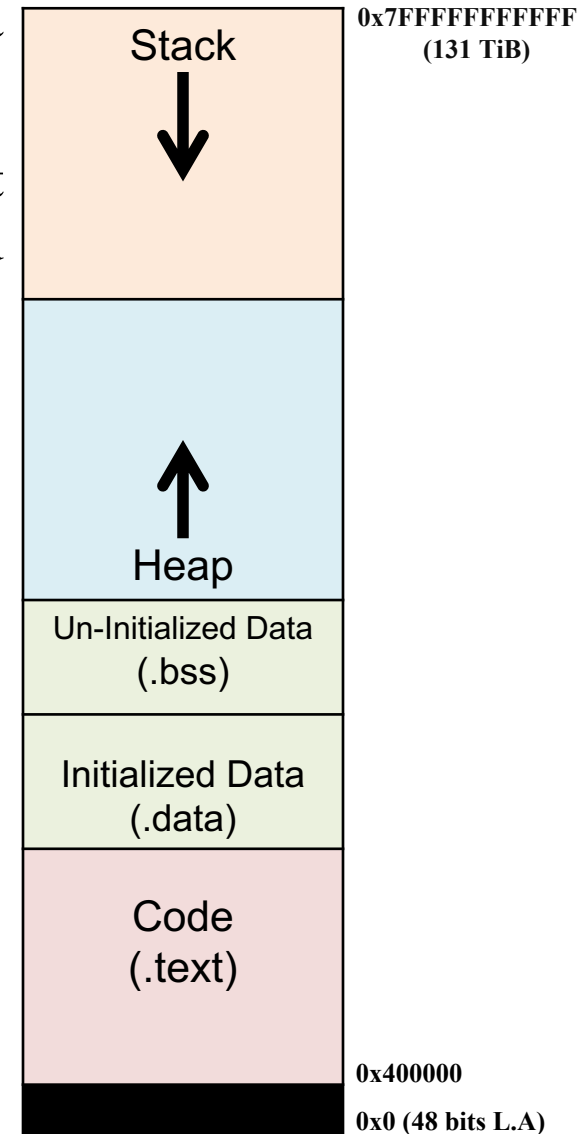 0x7FFFFFFFFFFF
(131 TiB)
Stack
Heap
Un-Initialized Data
(.bss)
Initialized Data
(.data)
Code
(.text)
0x400000
0x0 (48 bits L.A)